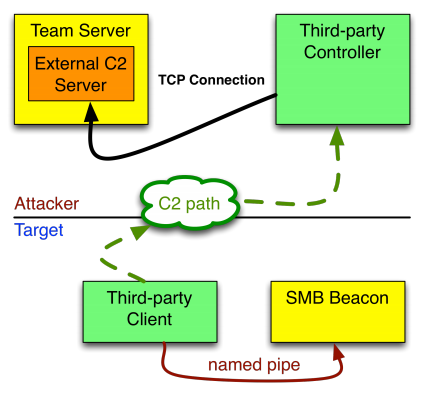 Team Server
External C2
Server
Third-party
Controller
TCP Connection
Attacker
C2 path
Target
Third-party
Client
SMB Beacon
named pipe